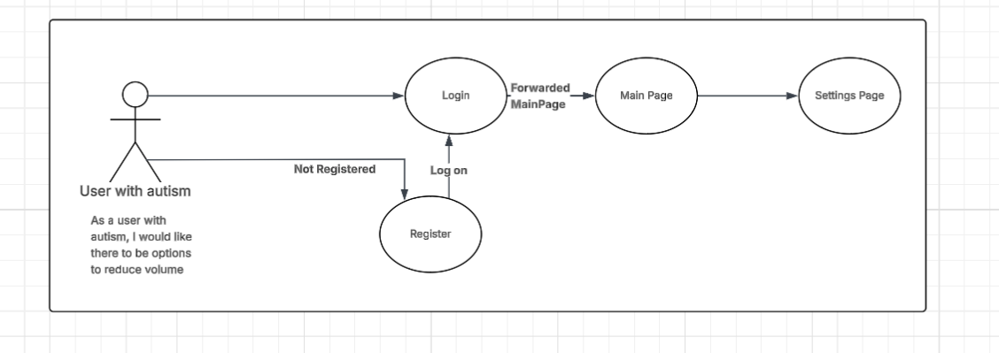 Login
Forwarded
MainPage
Main Page
Settings Page
Not Registered
Log on
User with autism
As a user with
autism, I would like
there to be options
to reduce volume
Register